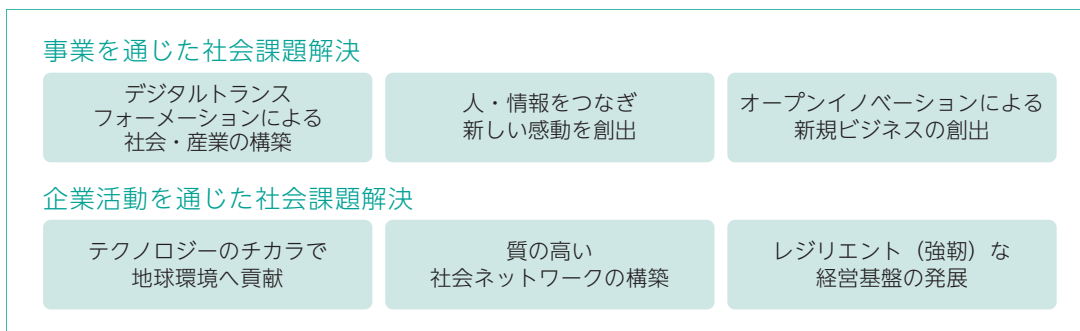 事業を通じた社会課題解決
デジタルトランス
フォーメーションによる
社会・産業の構築
人・情報をつなぎ
新しい感動を創出
オープンイノベーションによる
新規ビジネスの創出
企業活動を通じた社会課題解決
テクノロジーのチカラで
地球環境へ貢献
質の高い
社会ネットワークの構築
レジリエント（強靭）な
経営基盤の発展